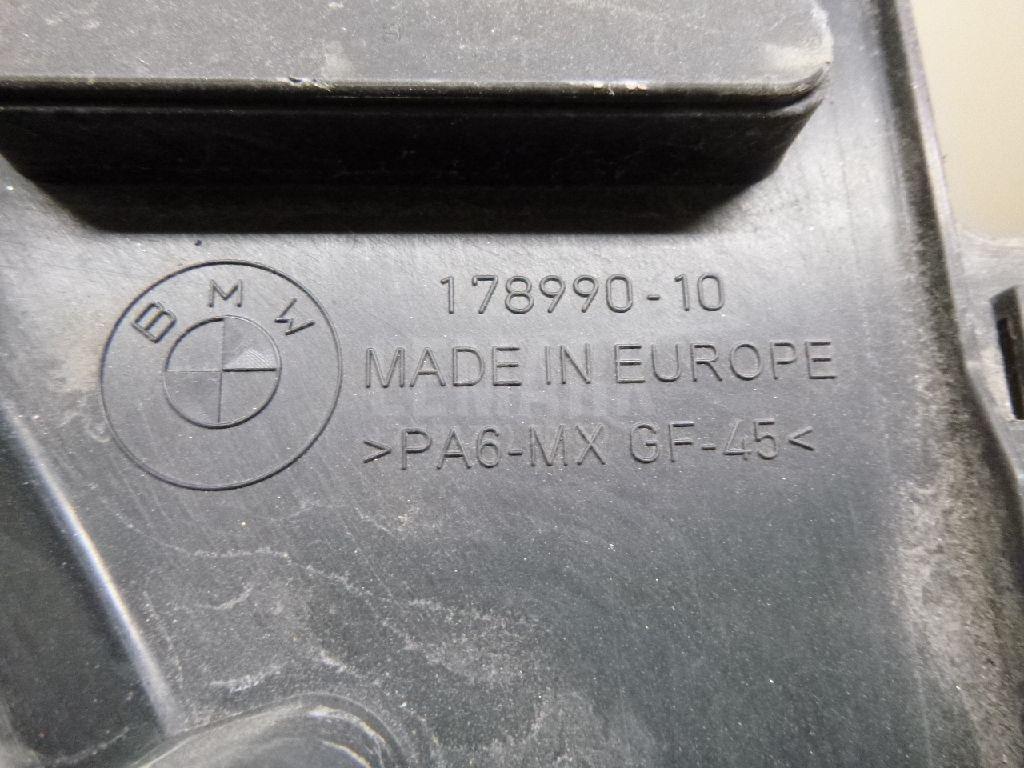 BMW
178990-10
MADE IN EUROPE
>PA6-MX GF-45<